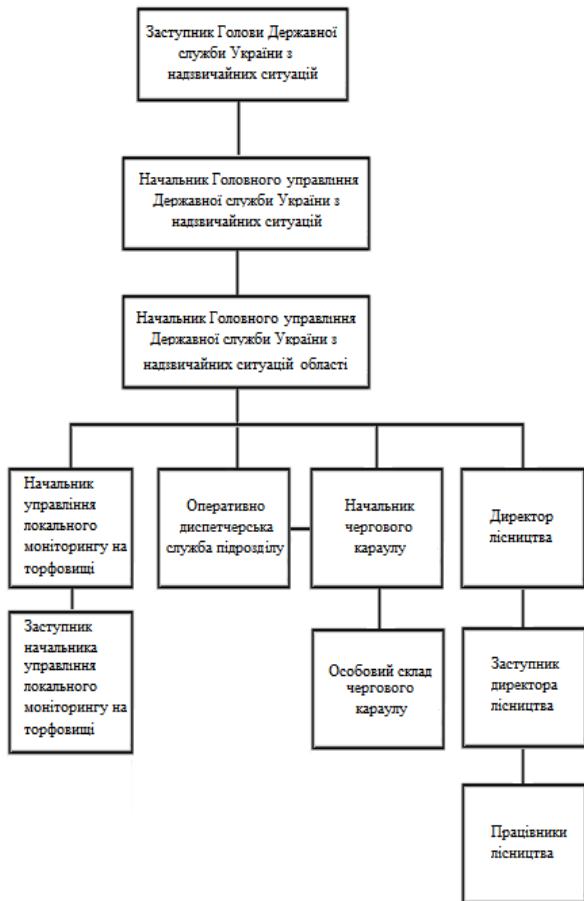 Заступник Голови Державної
служби України з
надзвичайних ситуацій
Начальник Головного управління
Державної служби України з
надзвичайних ситуацій
Начальник Головного управління
Державної служби України з
надзвичайних ситуацій області
Начальник
управління
локального
моніторингу на
торфовищі
Оперативно
диспетчерська
служба підрозділу
Начальник
чергового
караулу
Директор
лісництва
Заступник
начальника
управління
локального
моніторингу на
торфовищі
Особовий склад
чергового
караулу
Заступник
директора
лісництва
Працівники
лісництва